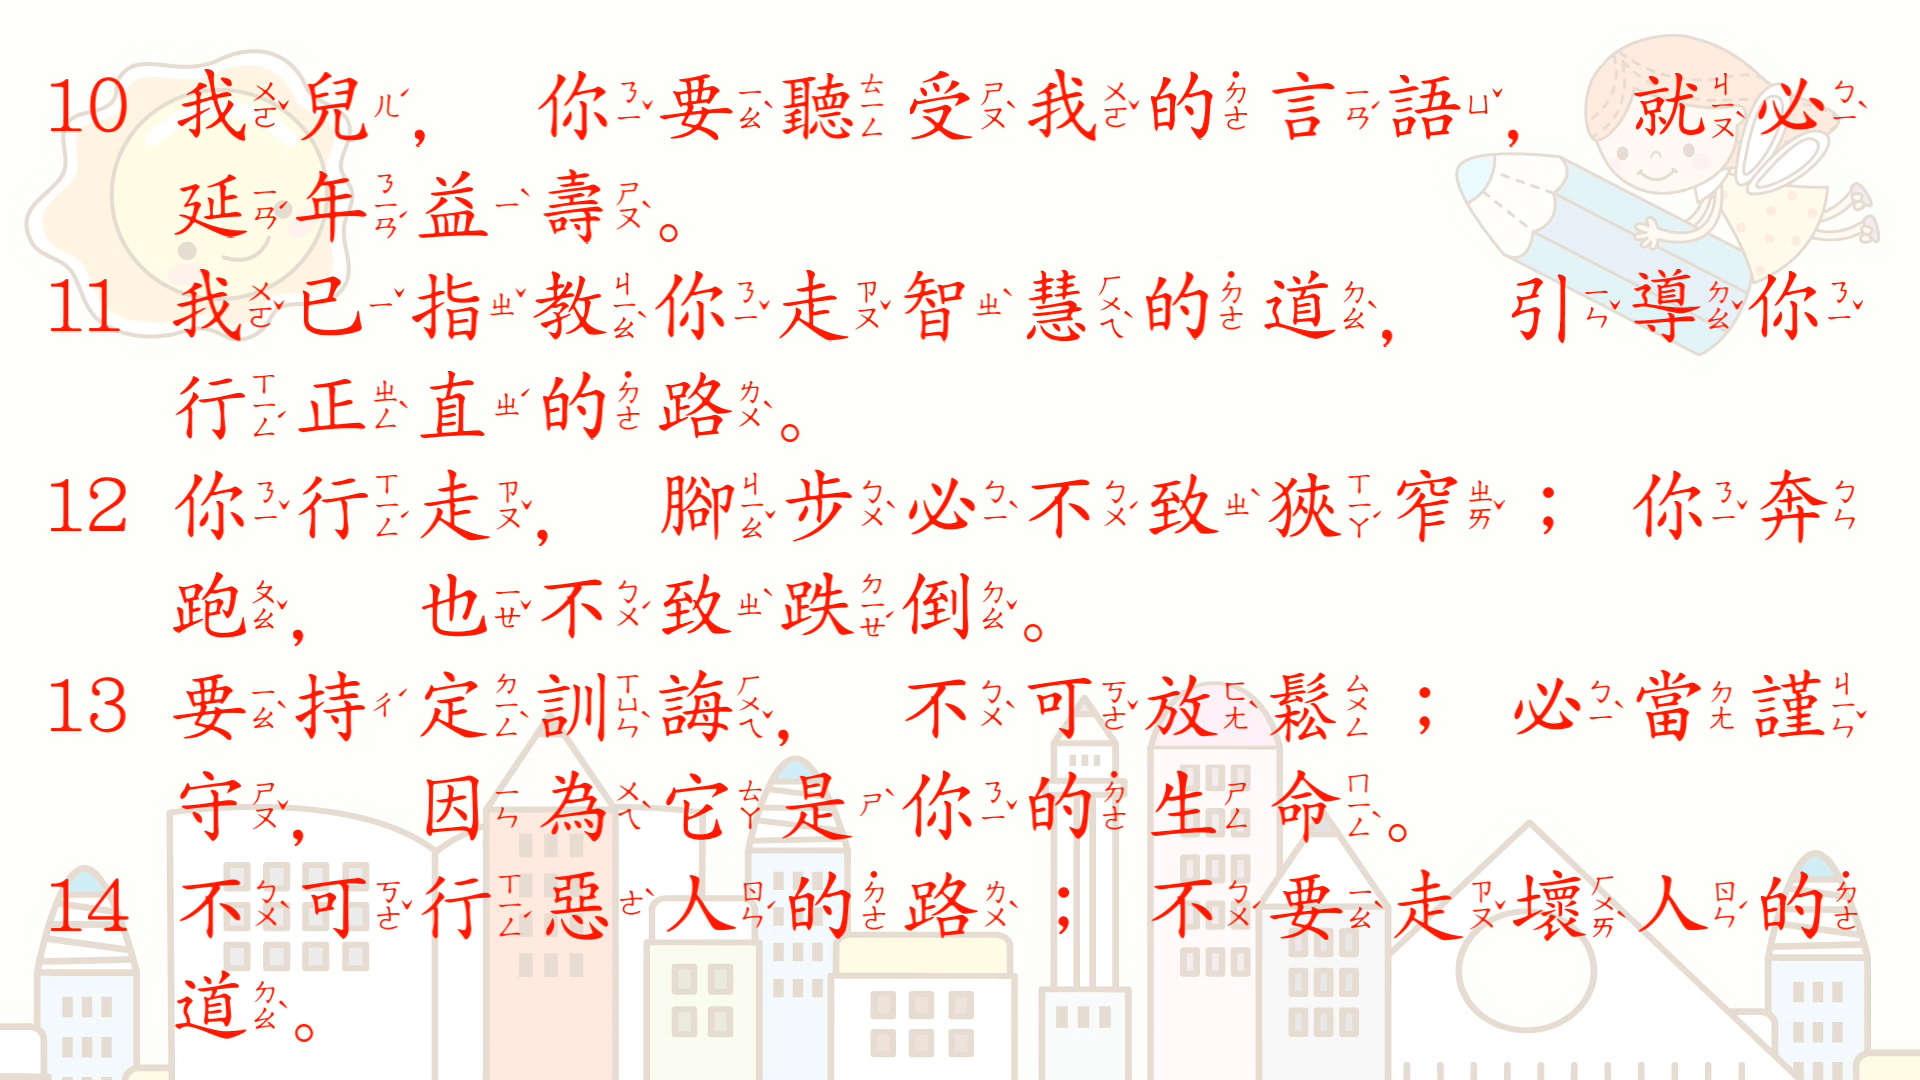 10 我兒，你要聽受我的言語，就必
延年益壽。
11 我已指教你走智慧的道，引導你
行正直的路。
12 你行走，腳步必不致狹窄；你奔
跑，也不致跌倒。
13 要持定訓誨，不可放鬆；必當謹
守，因為它是你的生命。
14 不可行惡人的路；不要走壞人的
道。